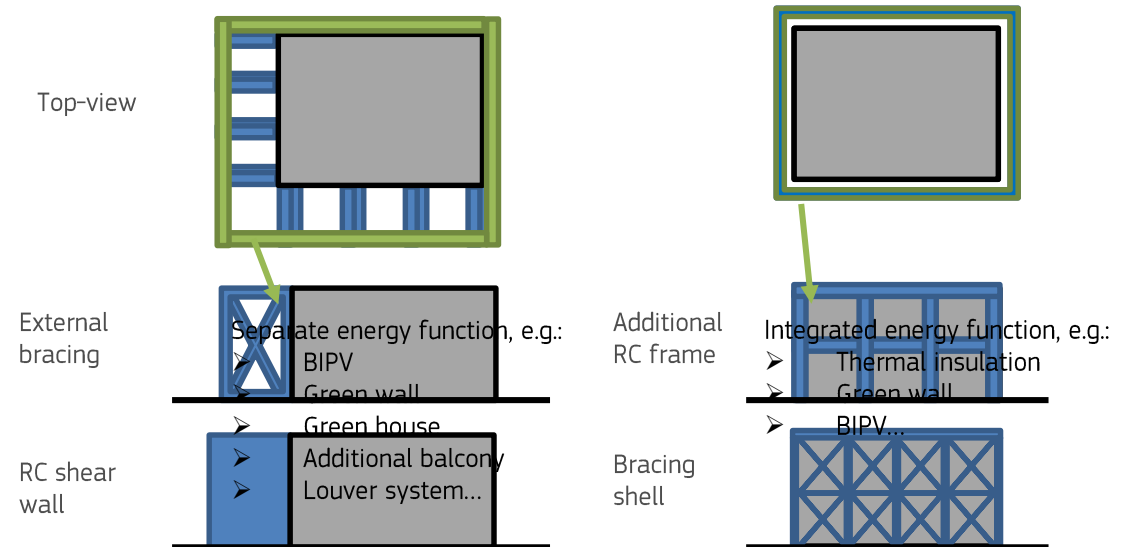 Top-view
External
bracing
Separate energy function, e.g.:
BIPV
Green wall
Green house
Additional balcony
Louver system...
RC shear
wall
Additional
RC frame
Integrated energy function, e.g.:
Thermal insulation
Green wall
BIPV...
Bracing
shell